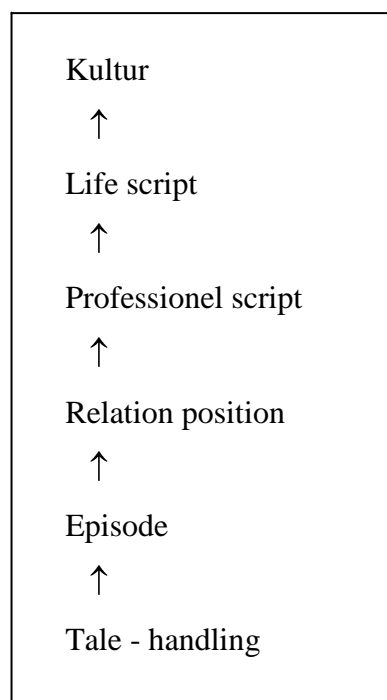 Kultur
↑
Life script
↑
Professionel script
↑
Relation position
↑
Episode
↑
Tale - handling